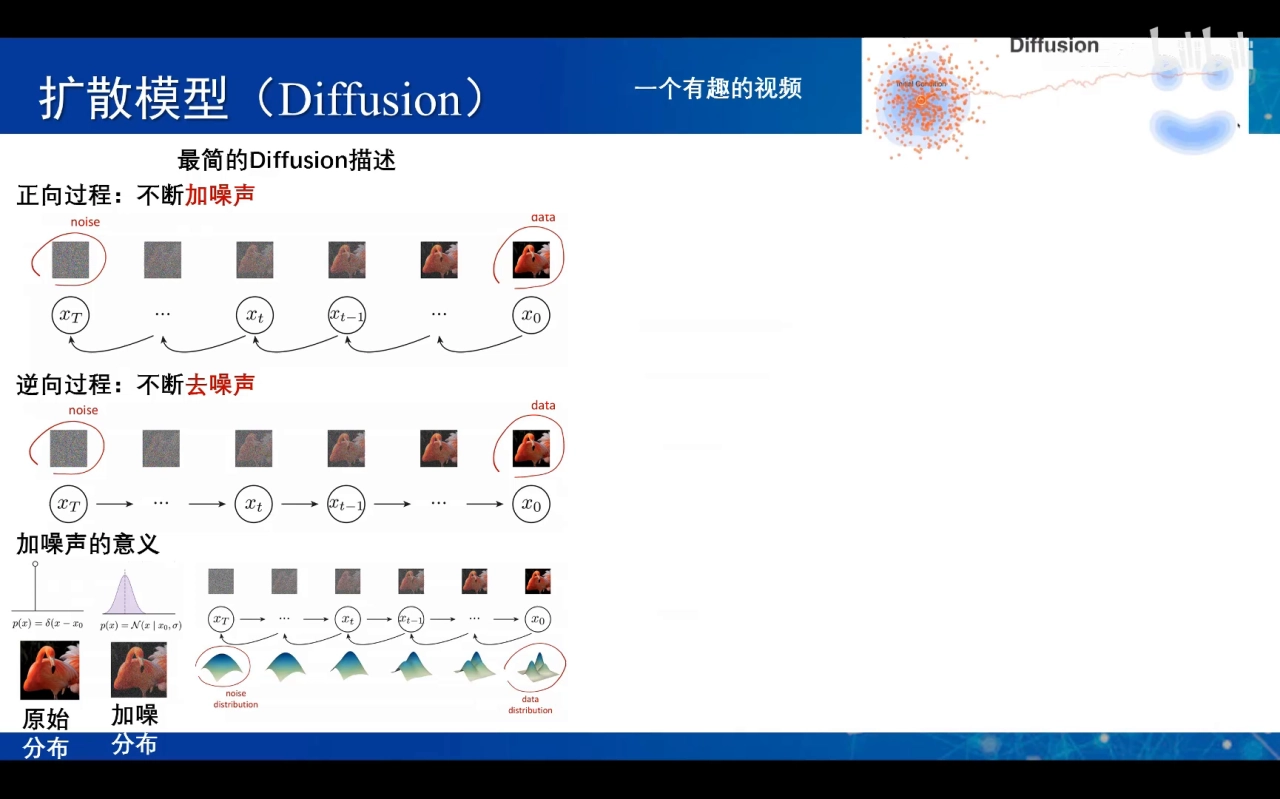 扩散模型（Diffusion）
一个有趣的视频
Diffusion
Initial Condition
最简的Diffusion描述
正向过程：不断加噪声
noise
data
x_T ... x_t x_{t-1} ... x_0
逆向过程：不断去噪声
noise
data
x_T ... x_t x_{t-1} ... x_0
加噪声的意义
p(x) = δ(x − x_0
p(x) = N(x | x_0, σ)
x_T ... x_t x_{t-1} ... x_0
原始
分布
加噪
分布
noise
distribution
data
distribution